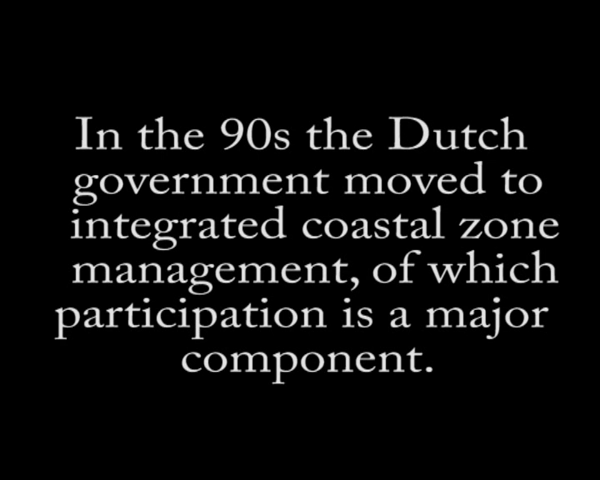 In the 90s the Dutch
government moved to
integrated coastal zone
management, of which
participation is a major
component.